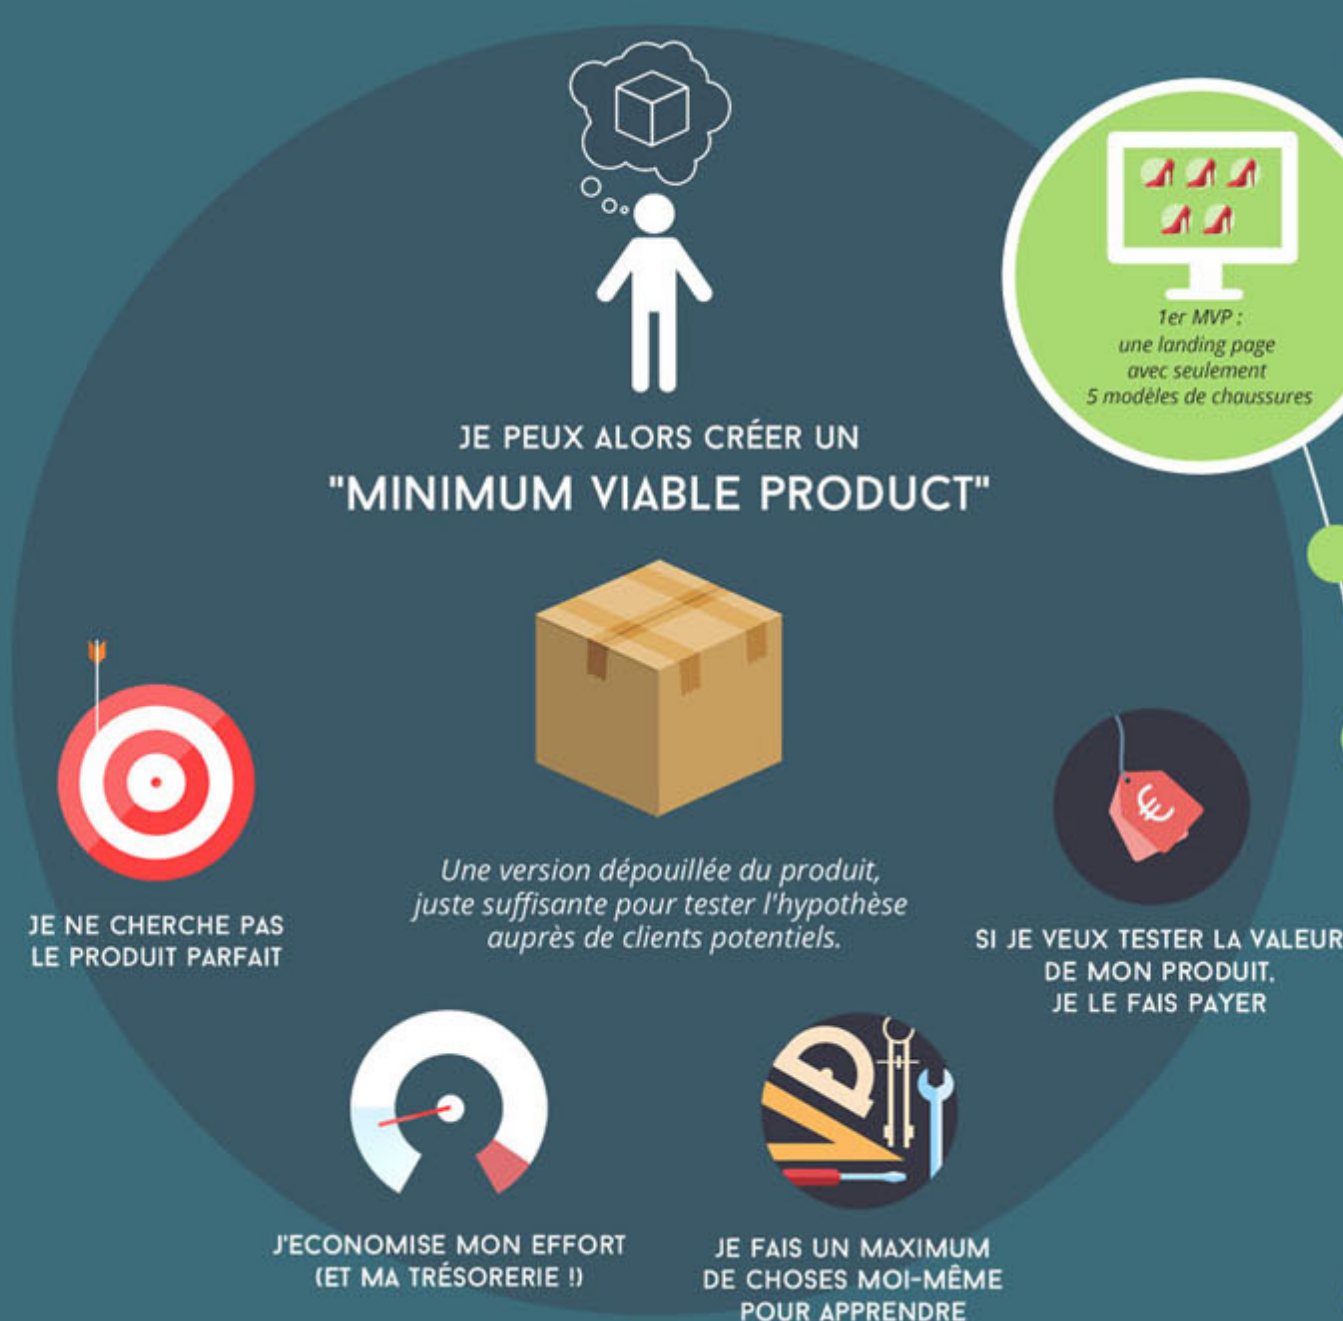 1er MVP :
une landing page
avec seulement
5 modèles de chaussures
JE PEUX ALORS CRÉER UN
"MINIMUM VIABLE PRODUCT"
Une version dépouillée du produit,
juste suffisante pour tester l'hypothèse
auprès de clients potentiels.
JE NE CHERCHE PAS
LE PRODUIT PARFAIT
€
SI JE VEUX TESTER LA VALEUR
DE MON PRODUIT,
JE LE FAIS PAYER
J'ECONOMISE MON EFFORT
(ET MA TRÉSORERIE !)
JE FAIS UN MAXIMUM
DE CHOSES MOI-MÊME
POUR APPRENDRE